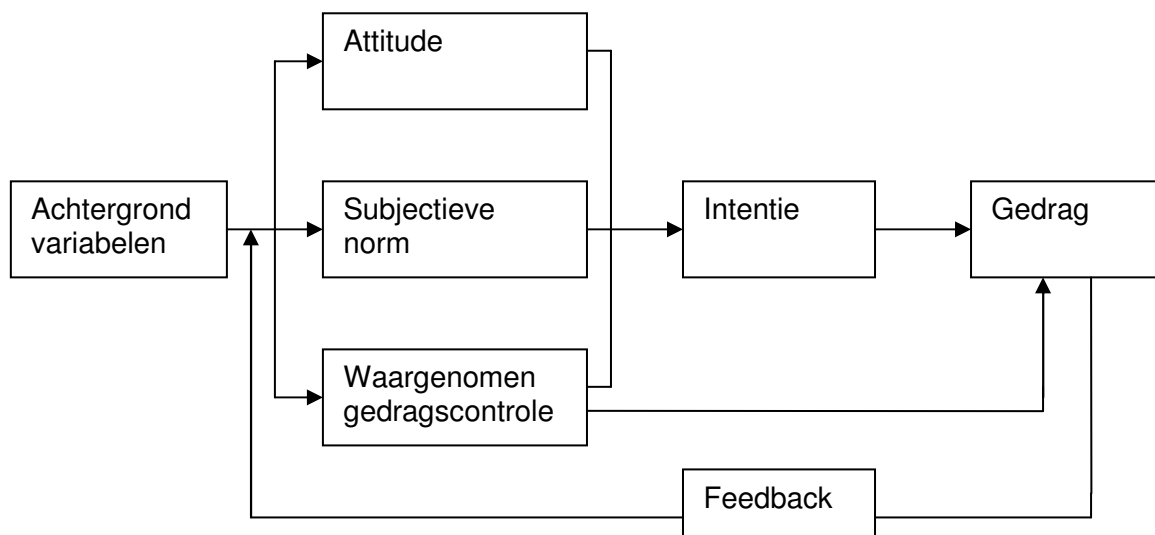 Attitude
Achtergrond
variabelen
Subjectieve
norm
Intentie
Gedrag
Waargenomen
gedragscontrole
Feedback